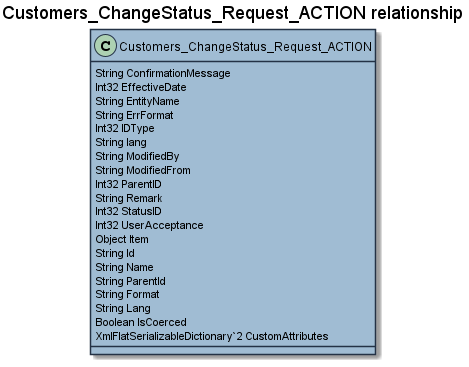 Customers_ChangeStatus_Request_ACTION relationship
C Customers_ChangeStatus_Request_ACTION
String ConfirmationMessage
Int32 EffectiveDate
String EntityName
String ErrFormat
Int32 IDType
String lang
String ModifiedBy
String ModifiedFrom
Int32 ParentID
String Remark
Int32 StatusID
Int32 UserAcceptance
Object Item
String Id
String Name
String ParentId
String Format
String Lang
Boolean IsCoerced
XmlFlatSerializableDictionary`2 CustomAttributes